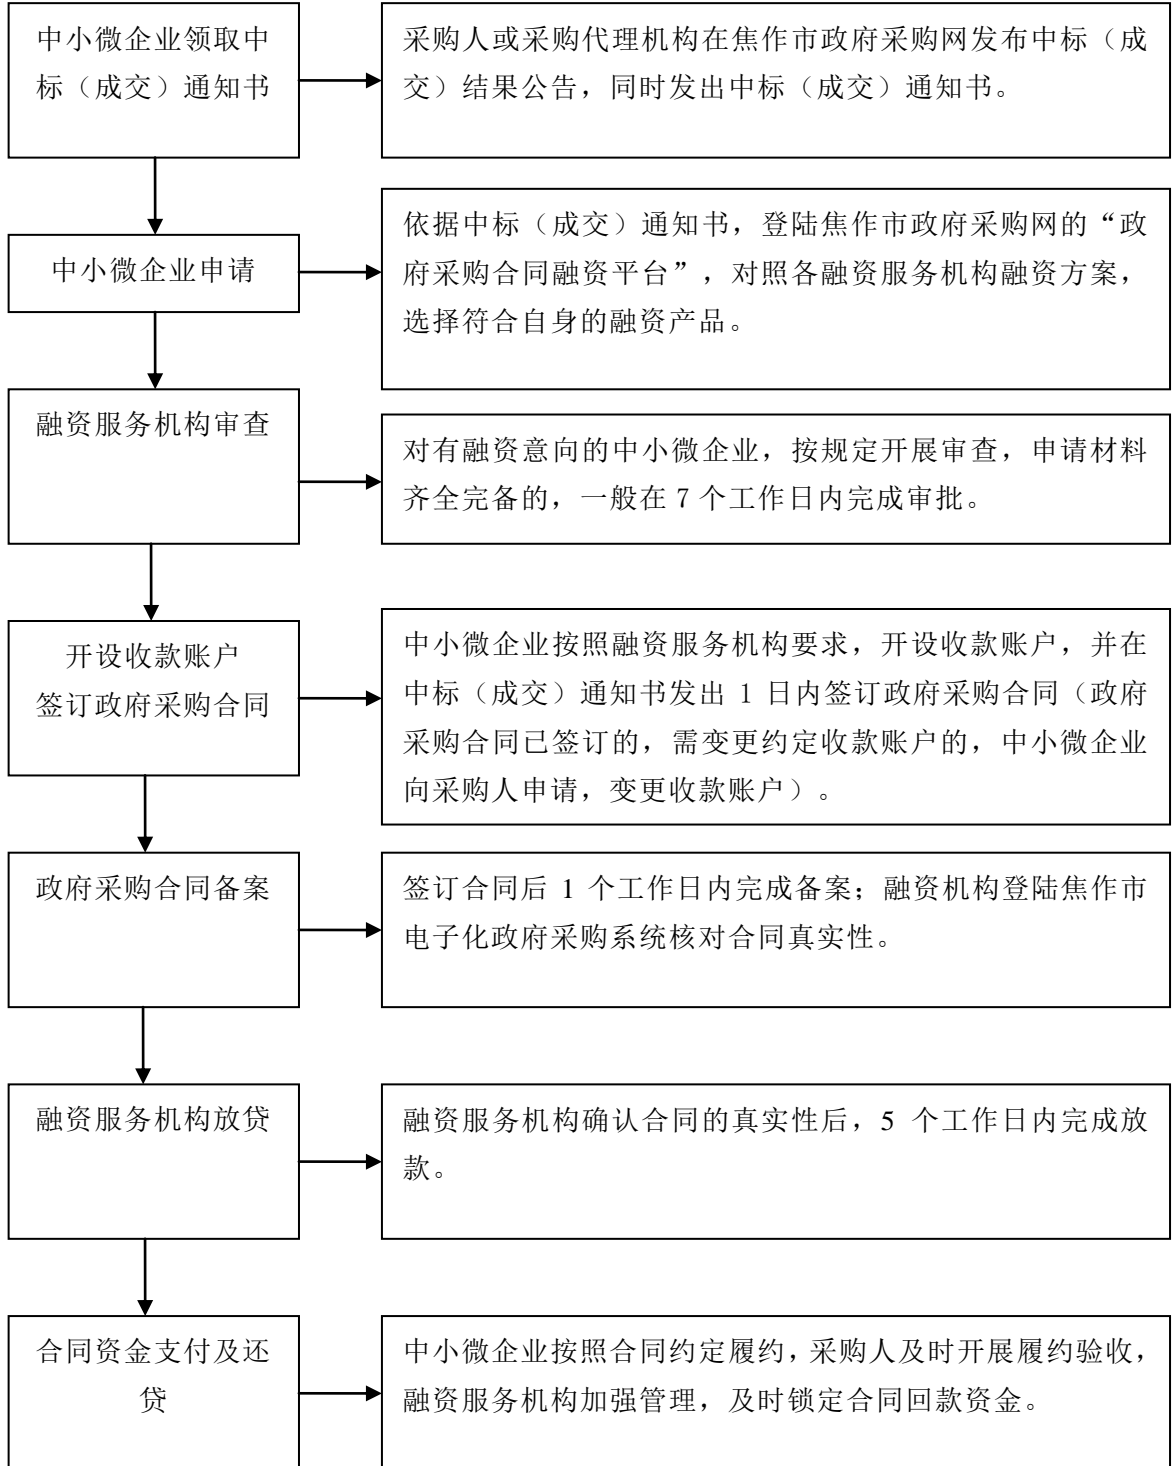 中小微企业领取中
标（成交）通知书
采购人或采购代理机构在焦作市政府采购网发布中标（成
交）结果公告，同时发出中标（成交）通知书。
中小微企业申请
依据中标（成交）通知书，登陆焦作市政府采购网的“政
府采购合同融资平台”，对照各融资服务机构融资方案，
选择符合自身的融资产品。
融资服务机构审查
对有融资意向的中小微企业，按规定开展审查，申请材料
齐全完备的，一般在 7 个工作日内完成审批。
开设收款账户
签订政府采购合同
中小微企业按照融资服务机构要求，开设收款账户，并在
中标（成交）通知书发出 1 日内签订政府采购合同（政府
采购合同已签订的，需变更约定收款账户的，中小微企业
向采购人申请，变更收款账户）。
政府采购合同备案
签订合同后 1 个工作日内完成备案；融资机构登陆焦作市
电子化政府采购系统核对合同真实性。
融资服务机构放贷
融资服务机构确认合同的真实性后，5 个工作日内完成放
款。
合同资金支付及还
贷
中小微企业按照合同约定履约，采购人及时开展履约验收，
融资服务机构加强管理，及时锁定合同回款资金。